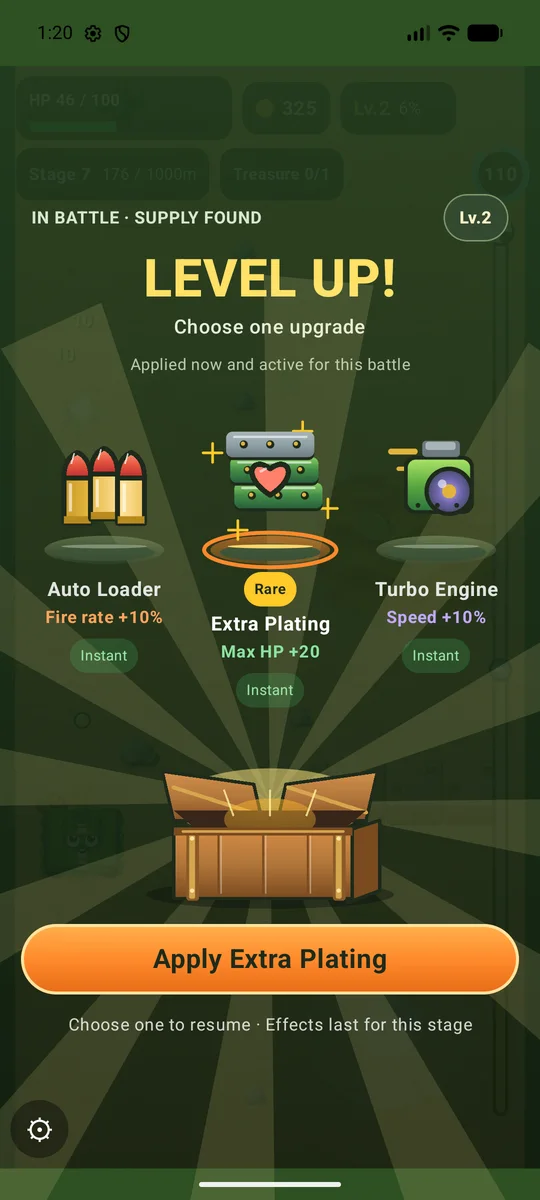 1:20
HP 46 / 100
325
Lv.2 6%
Stage 7 176 / 1000m
Treasure 0/1
110
IN BATTLE · SUPPLY FOUND
Lv.2
LEVEL UP!
Choose one upgrade
Applied now and active for this battle
Auto Loader
Fire rate +10%
Instant
Rare
Extra Plating
Max HP +20
Instant
Turbo Engine
Speed +10%
Instant
Apply Extra Plating
Choose one to resume · Effects last for this stage